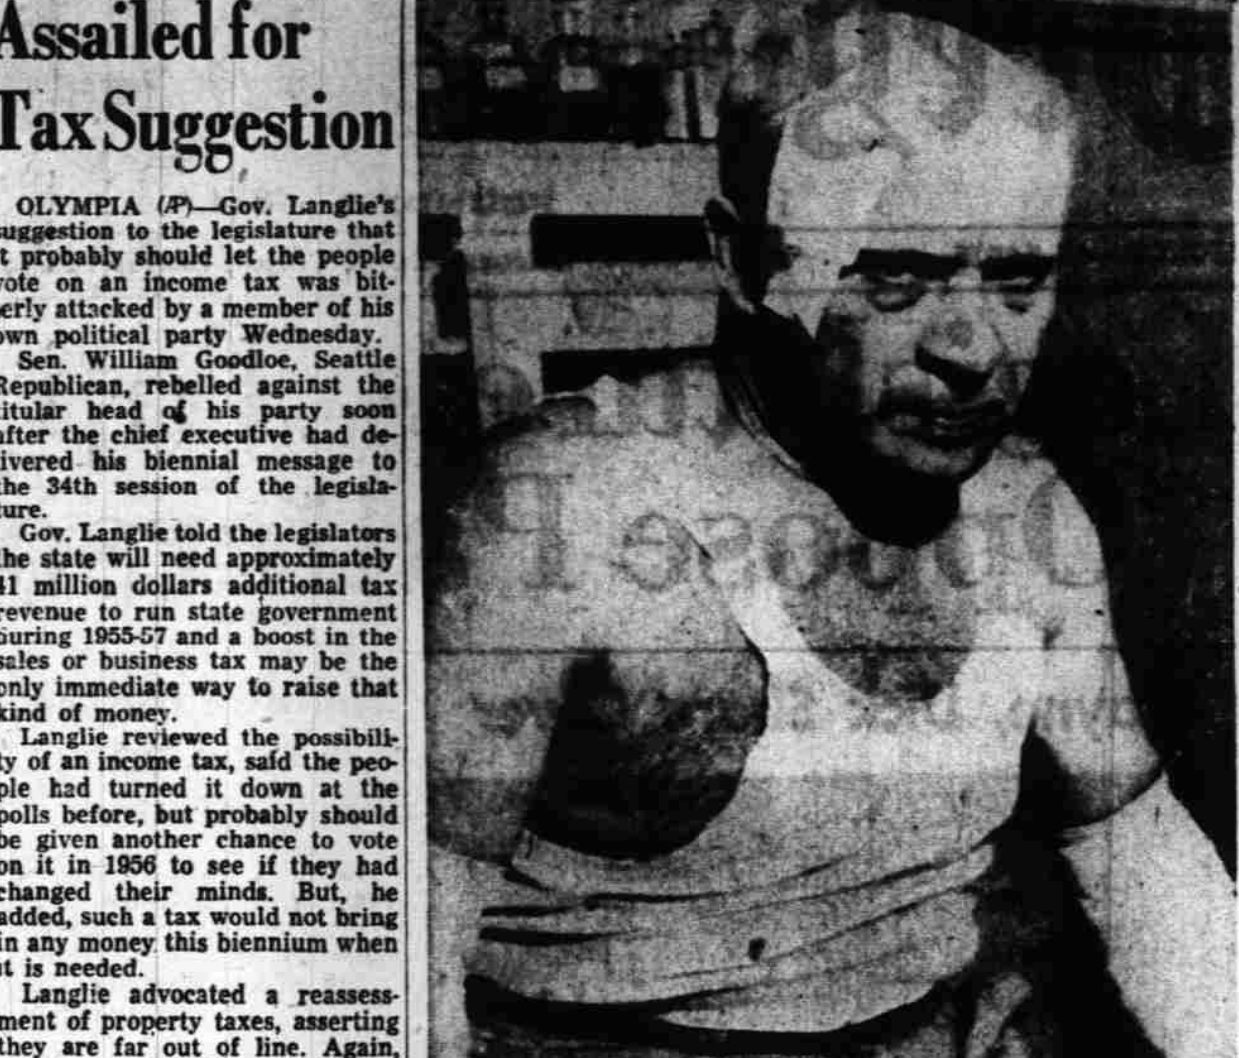 Assailed for
Tax Suggestion
OLYMPIA (AP)—Gov. Langlie's
suggestion to the legislature that
t probably should let the people
vote on an income tax was bit-
erly attacked by a member of his
own political party Wednesday.
Sen. William Goodloe, Seattle
Republican, rebelled against the
titular head of his party soon
after the chief executive had de-
ivered his biennial message to
the 34th session of the legisla-
ture.
Gov. Langlie told the legislators
the state will need approximately
41 million dollars additional tax
revenue to run state government
during 1955-57 and a boost in the
sales or business tax may be the
only immediate way to raise that
kind of money.
Langlie reviewed the possibili-
ty of an income tax, said the peo-
ple had turned it down at the
polls before, but probably should
be given another chance to vote
on it in 1956 to see if they had
changed their minds. But, he
added, such a tax would not bring
in any money this biennium when
it is needed.
Langlie advocated a reassess-
ment of property taxes, asserting
they are far out of line. Again,